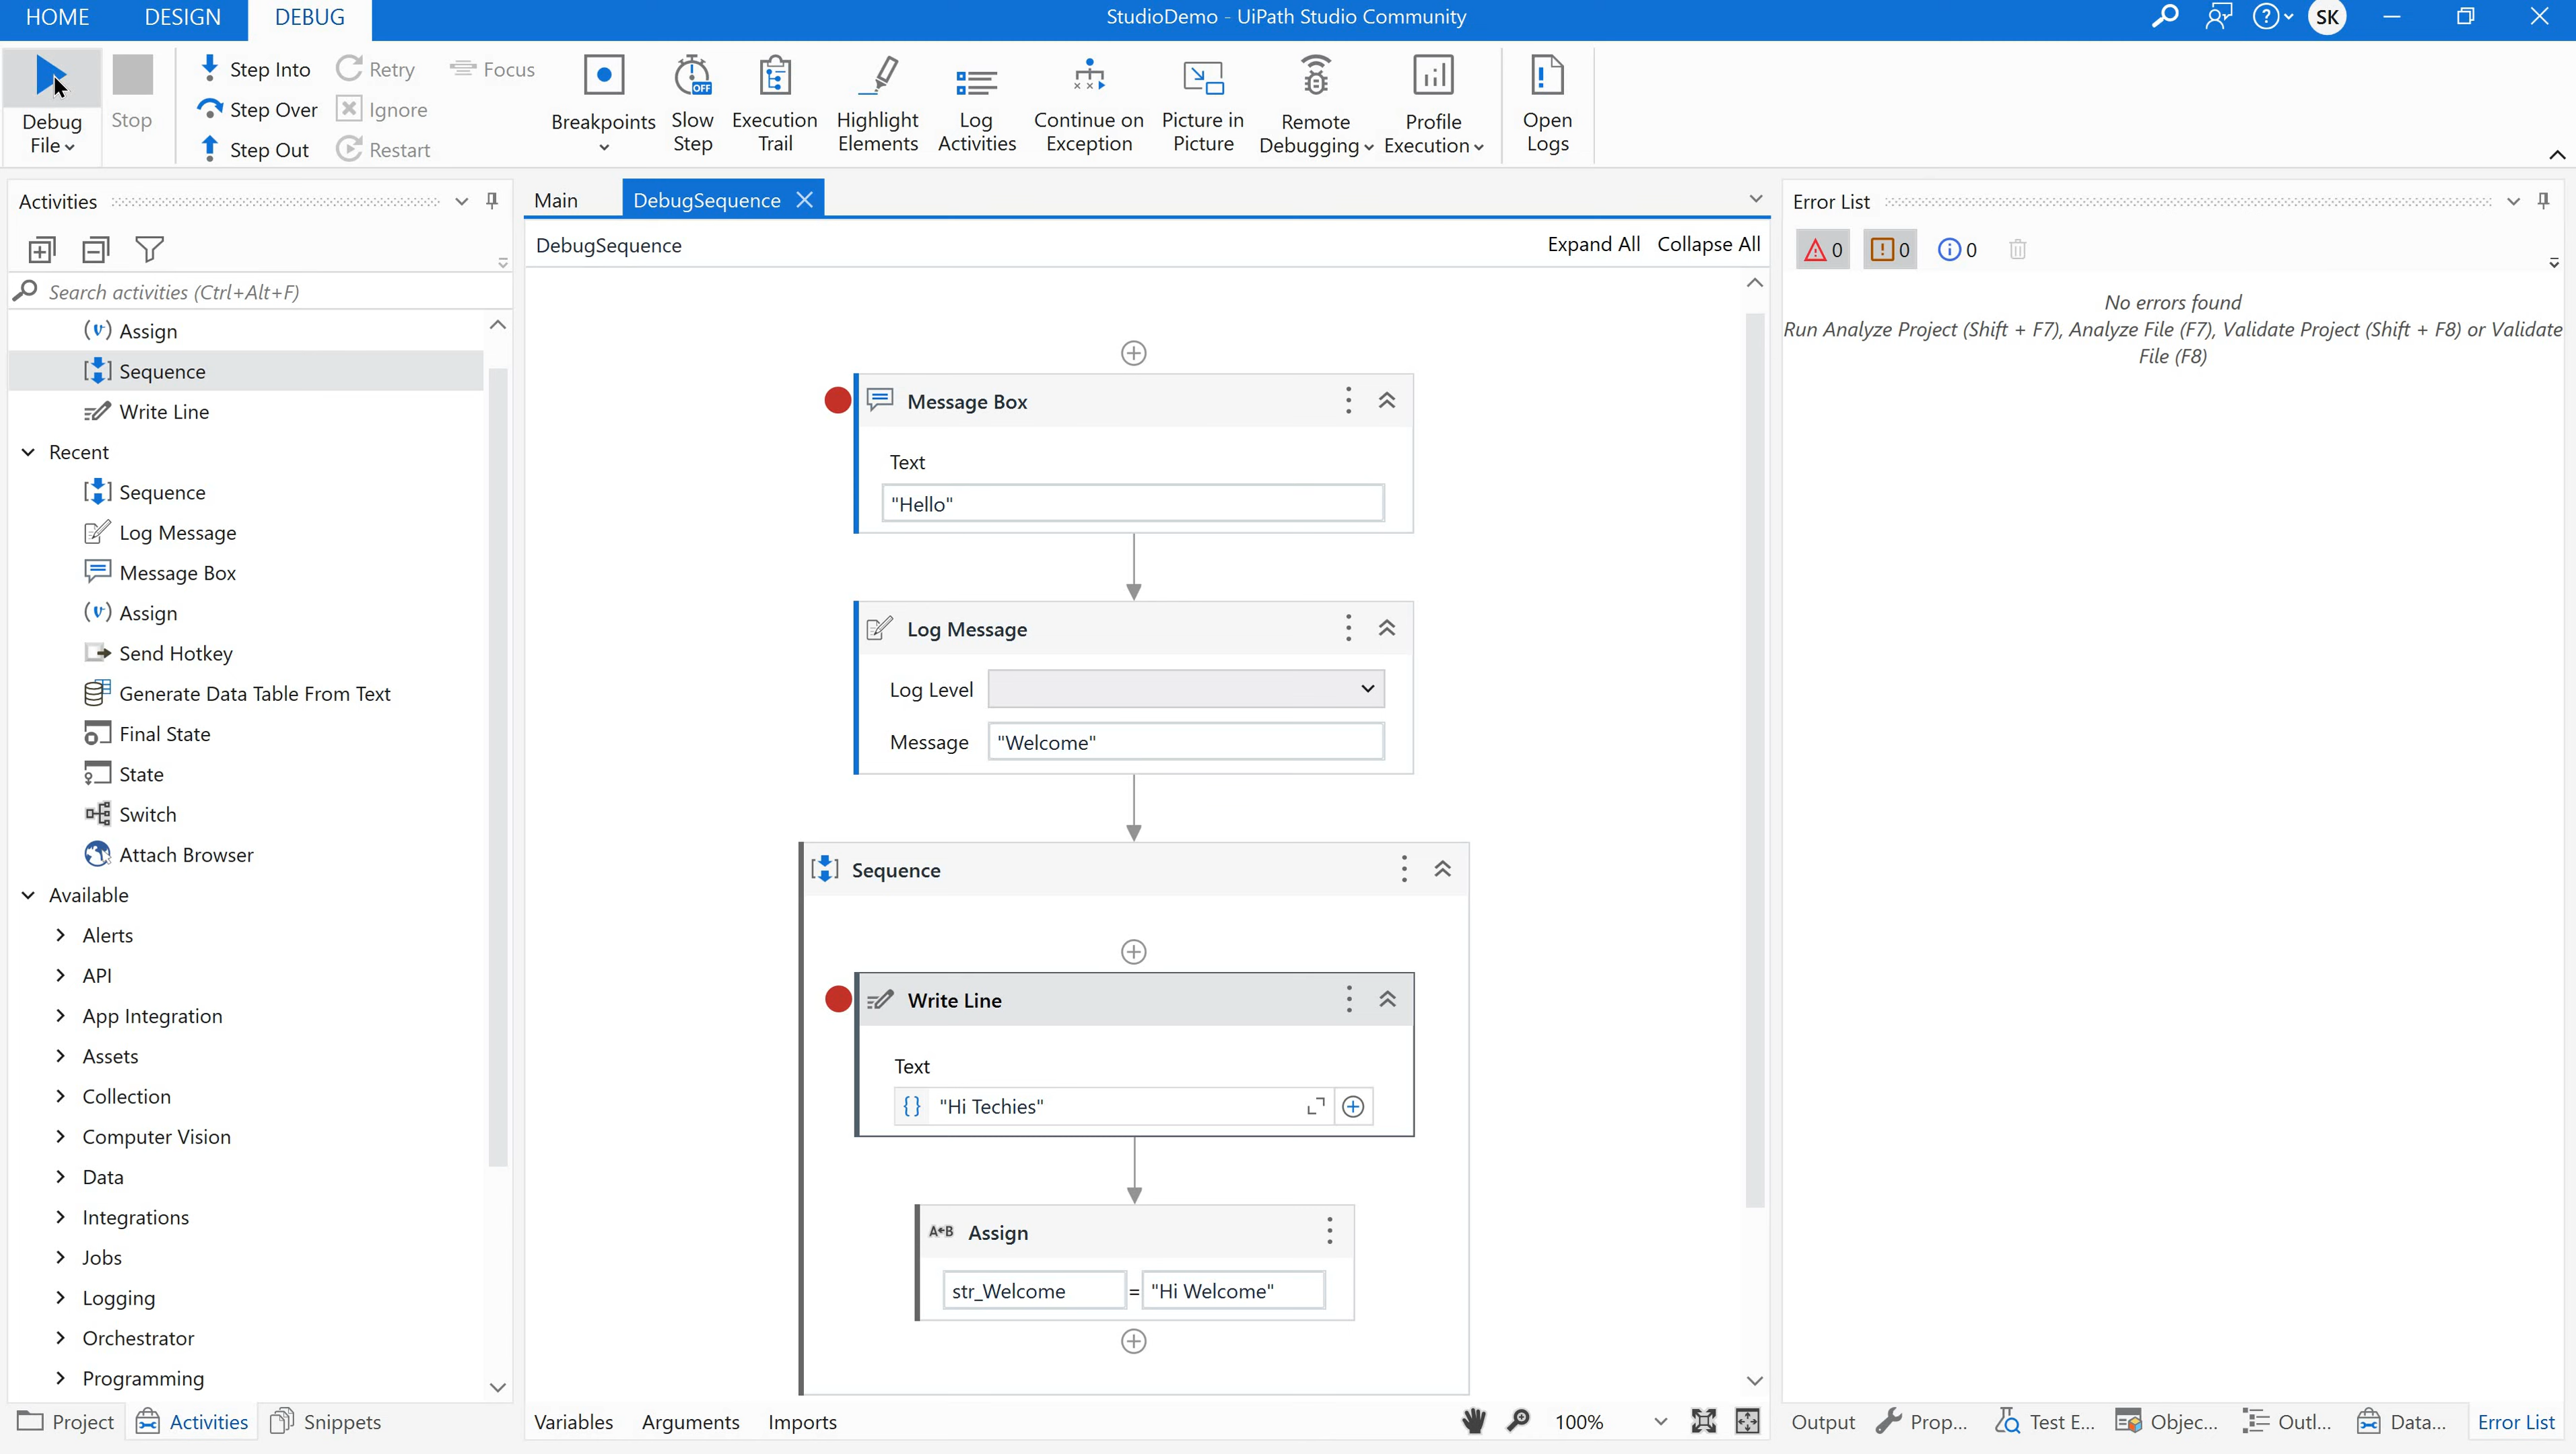 HOME DESIGN DEBUG StudioDemo - UiPath Studio Community SK
Debug File Stop
Step Into Step Over Step Out
Retry Ignore Restart
Focus
Breakpoints
OFF
Slow Step
Execution Trail
Highlight Elements
Log Activities
Continue on Exception
Picture in Picture
Remote Debugging
Profile Execution
Open Logs
Activities
Search activities (Ctrl+Alt+F)
Assign
Sequence
Write Line
Recent
Sequence
Log Message
Message Box
Assign
Send Hotkey
Generate Data Table From Text
Final State
State
Switch
Attach Browser
Available
Alerts
API
App Integration
Assets
Collection
Computer Vision
Data
Integrations
Jobs
Logging
Orchestrator
Programming
Project Activities Snippets
Main DebugSequence
DebugSequence Expand All Collapse All
Message Box
Text
"Hello"
Log Message
Log Level
Message "Welcome"
Sequence
Write Line
Text
{} "Hi Techies"
A←B Assign
str_Welcome = "Hi Welcome"
Variables Arguments Imports 100%
Error List
0 0 0
No errors found
Run Analyze Project (Shift + F7), Analyze File (F7), Validate Project (Shift + F8) or Validate
File (F8)
Output Prop... Test E... Objec... Outl... Data... Error List